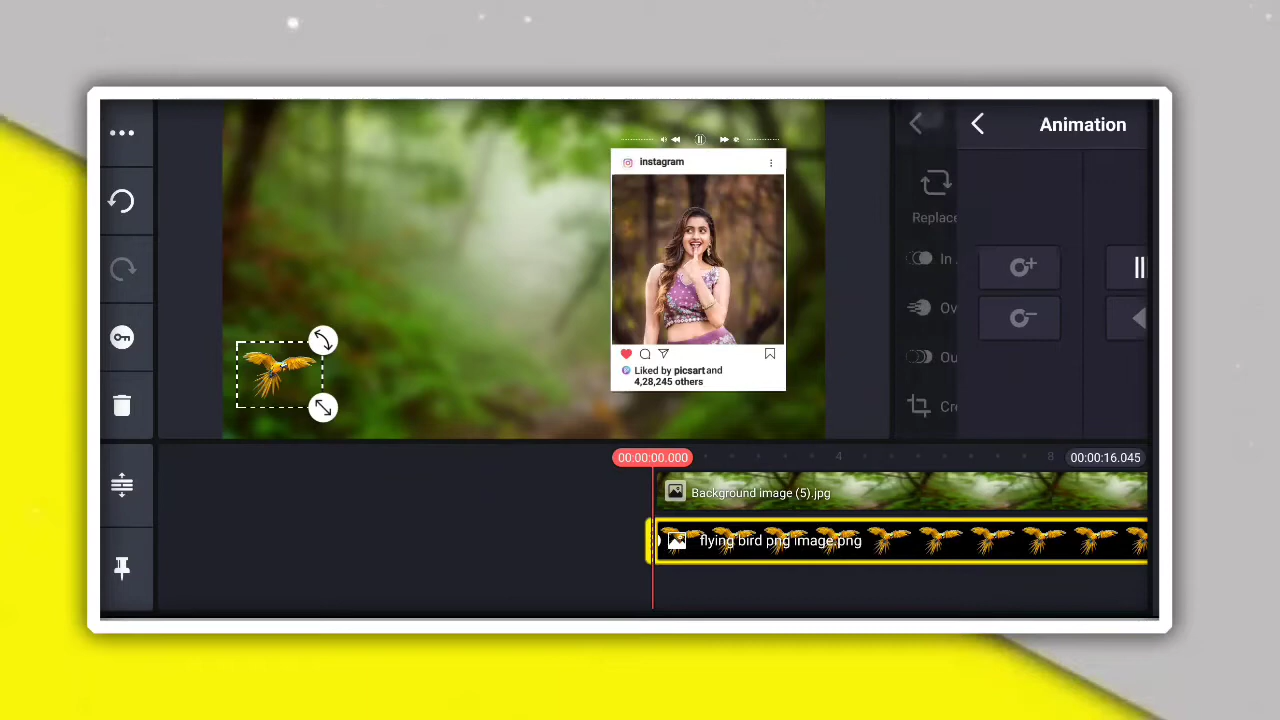 Animation
instagram
Replace
In
Ov
Ou
Cr
Liked by picsart and
4,28,245 others
00:00:00.000
4
8
00:00:16.045
Background image (5).jpg
flying bird png image.png